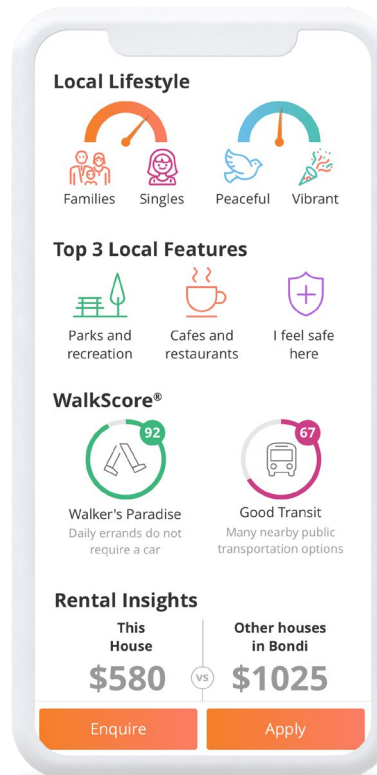 Local Lifestyle
Families Singles Peaceful Vibrant
Top 3 Local Features
Parks and
recreation
Cafes and
restaurants
I feel safe
here
WalkScore®
92
Walker's Paradise
Daily errands do not
require a car
67
Good Transit
Many nearby public
transportation options
Rental Insights
This
House
$580
vs
Other houses
in Bondi
$1025
Enquire
Apply